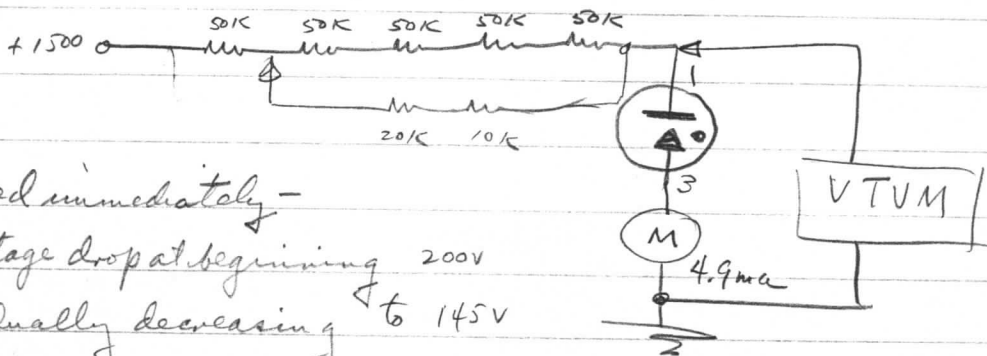 50K 50K 50K 50K 50K
+1500
1
20K 10K
3
VTVM
ed immediately -
M
tage drop at beginning 200V
4.9ma
ually decreasing to 145V